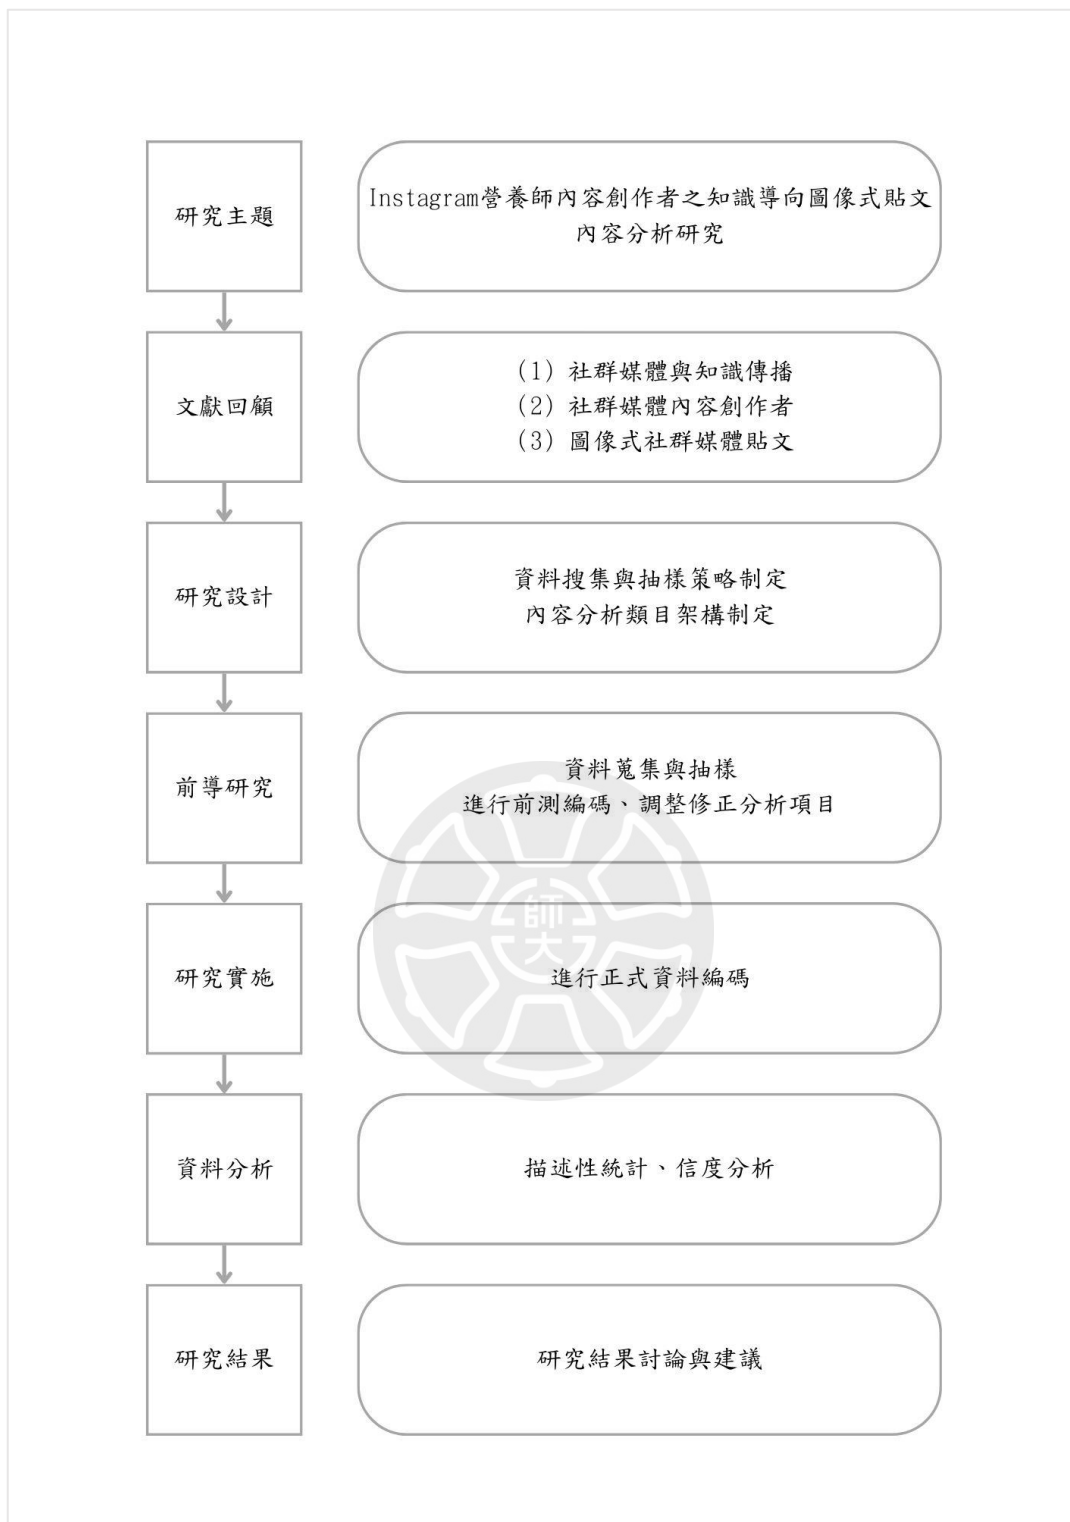 研究主題
Instagram營養師內容創作者之知識導向圖像式貼文
內容分析研究
文獻回顧
(1) 社群媒體與知識傳播
(2) 社群媒體內容創作者
(3) 圖像式社群媒體貼文
研究設計
資料搜集與抽樣策略制定
內容分析類目架構制定
前導研究
資料蒐集與抽樣
進行前測編碼、調整修正分析項目
師大
研究實施
進行正式資料編碼
資料分析
描述性統計、信度分析
研究結果
研究結果討論與建議